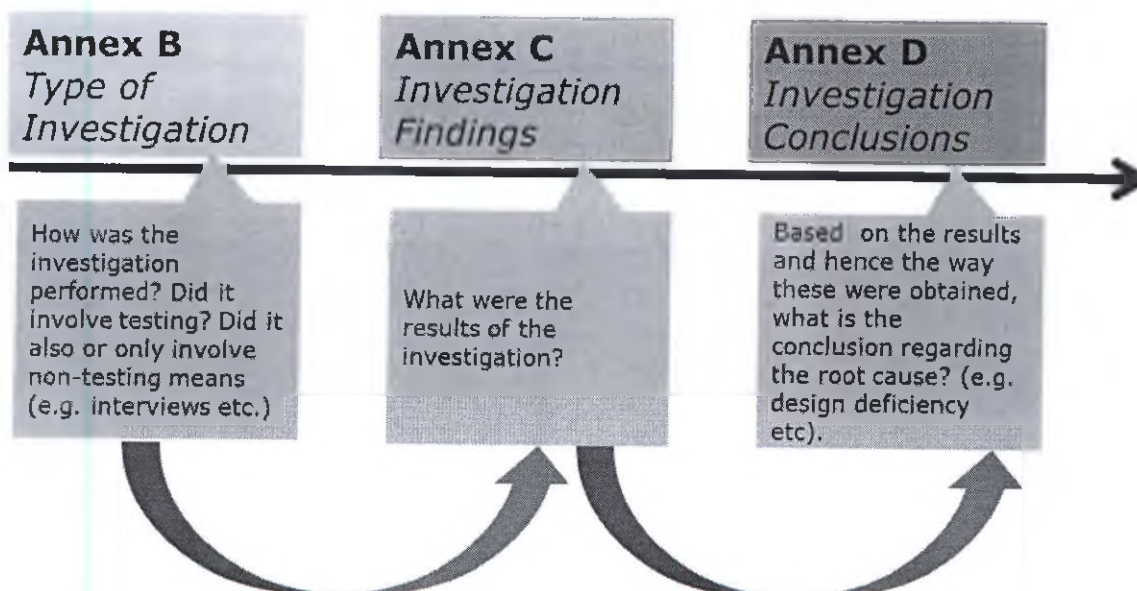 Annex B
Type of
Investigation
Annex C
Investigation
Findings
Annex D
Investigation
Conclusions
How was the
investigation
performed? Did it
involve testing? Did it
also or only involve
non-testing means
(e.g. interviews etc.)
What were the
results of the
investigation?
Based on the results
and hence the way
these were obtained,
what is the
conclusion regarding
the root cause? (e.g.
design deficiency
etc).